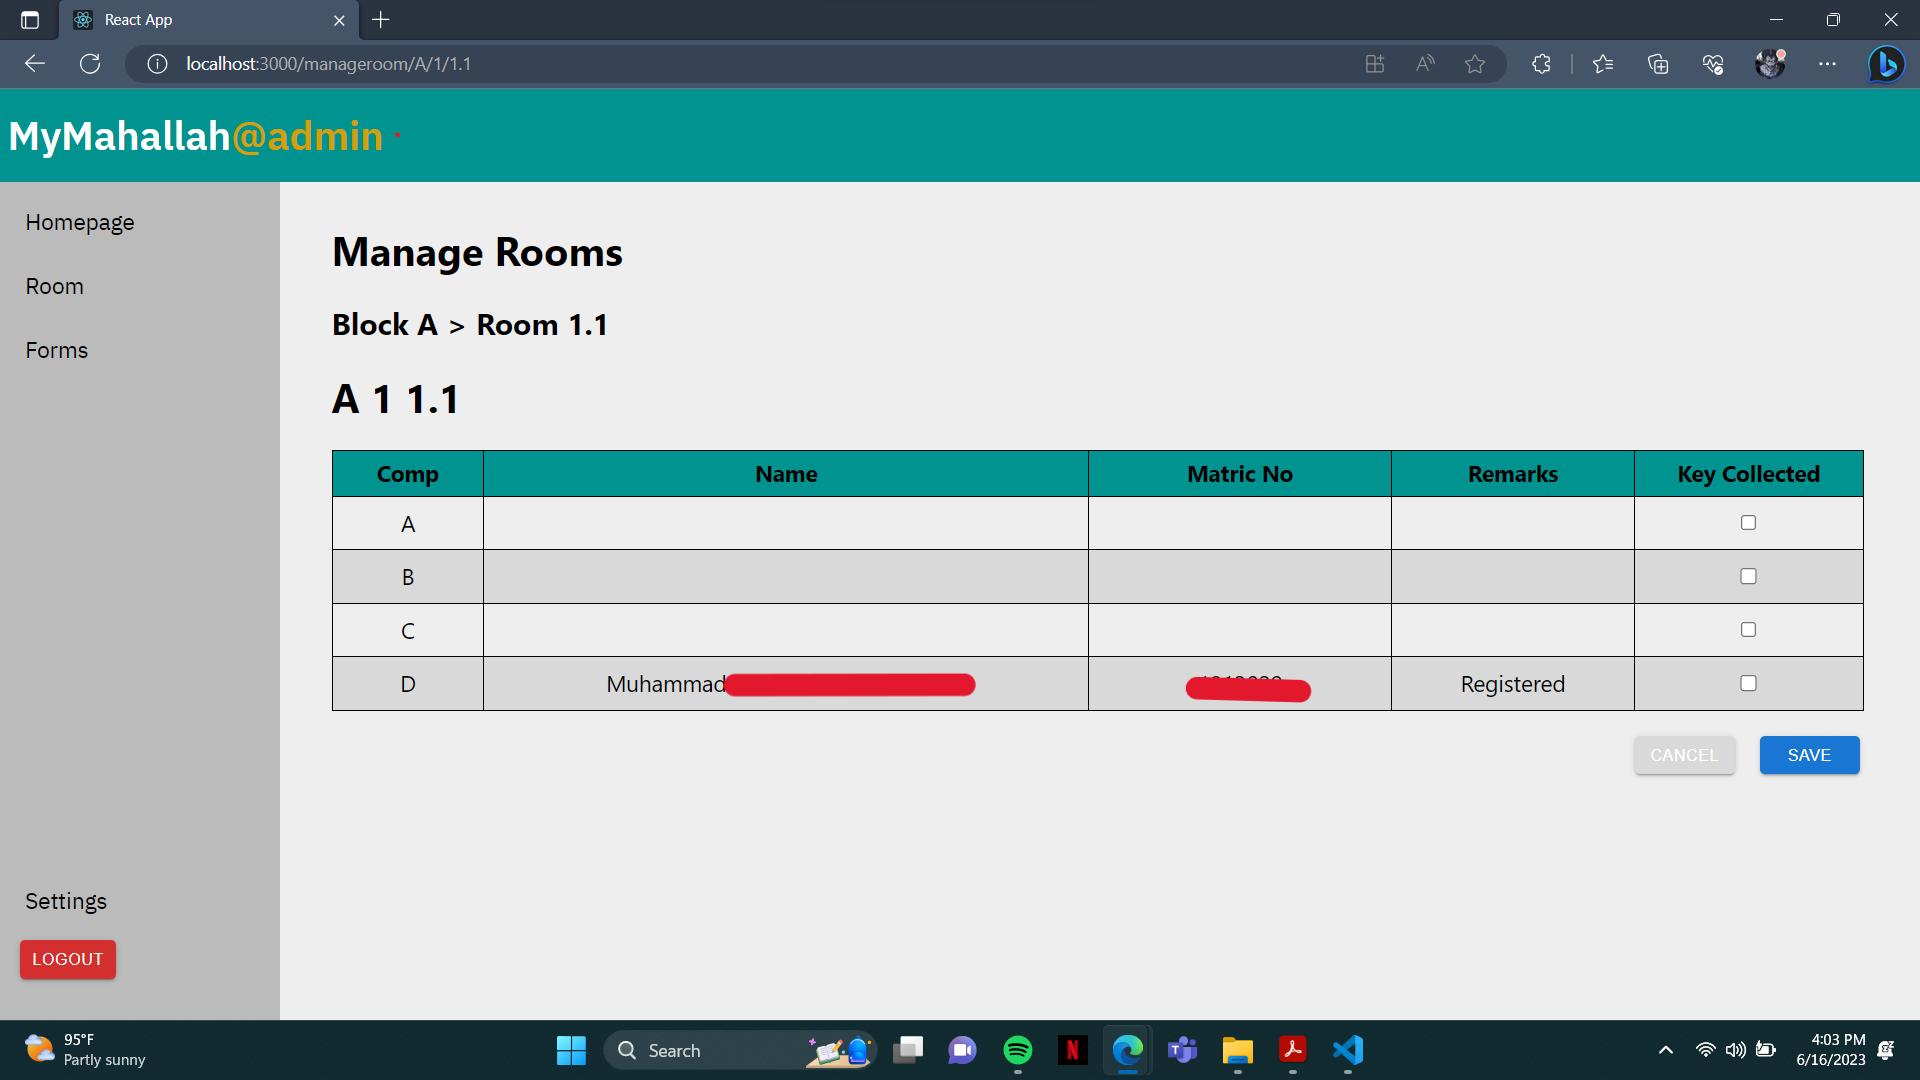 React App
localhost:3000/manageroom/A/1/1.1
MyMahallah@admin
Homepage
Room
Forms
Settings
LOGOUT
Manage Rooms
Block A > Room 1.1
A 1 1.1
Comp Name Matric No Remarks Key Collected
A
B
C
D Muhammad Registered
CANCEL SAVE
95°F
Partly sunny
Search
4:03 PM
6/16/2023